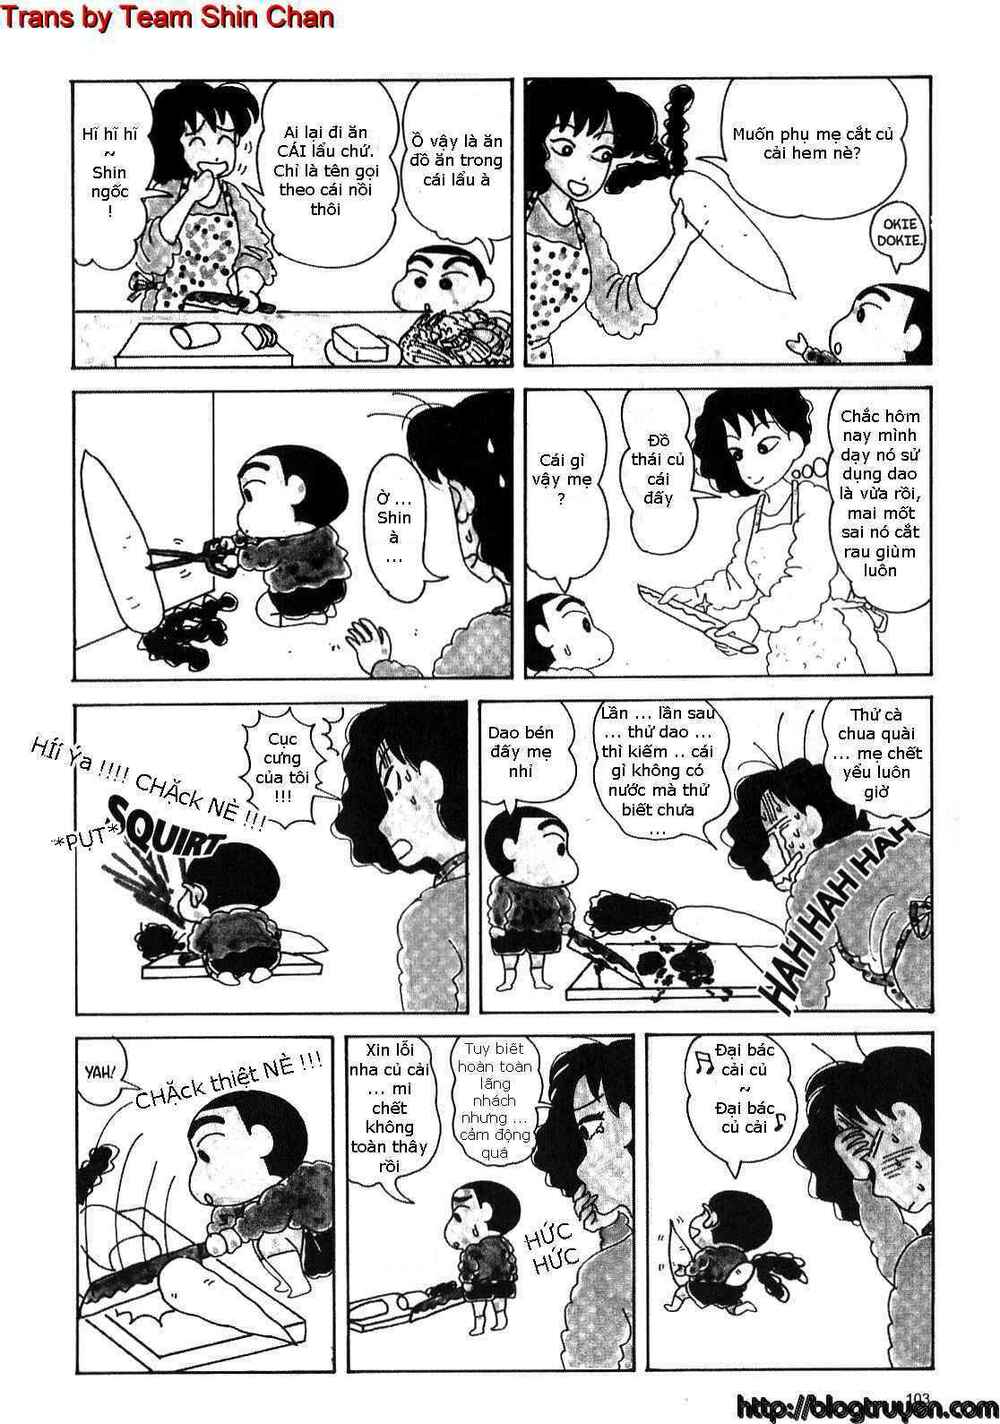 Trans by Team Shin Chan
Hĩ hĩ hĩ
~
Shin
ngốc
!
Ai lại đi ăn
CÁI lẩu chứ.
Chỉ là tên gọi
theo cái nồi
thôi
Ồ vậy là ăn
đồ ăn trong
cái lẩu à
Muốn phụ mẹ cắt củ
cải hem nè?
OKIE
DOKIE.
Ờ ...
Shin
à
...
Cái gì
vậy mẹ
?
Đồ
thái củ
cải
đấy
Chắc hôm
nay mình
dạy nó sử
dụng dao
là vừa rồi,
mai mốt
sai nó cắt
rau giùm
luôn
HÍÍ Ýa !!!! CHẶck NÈ !!!
*PỤT*
SQUIRT
Cục
cưng
của tôi
!!!
Dao bén
đấy mẹ
nhỉ
Lần ... lần sau
... thử dao ...
thì kiếm .. cái
gì không có
nước mà thử
biết chưa
...
Thử cà
chua quài
... mẹ chết
yểu luôn
giờ
HAH HAH HAH HAH
YAH!
CHẶck thiệt NÈ !!!
Xin lỗi
nha củ cải
... mi
chết
không
toàn thây
rồi
Tuy biết
hoàn toàn
lãng
nhách
nhưng ...
cảm động
quá
HỨC
HỨC
♫ Đại bác
cải củ
~
Đại bác
củ cải ♪
103
http://blogtruyen.com